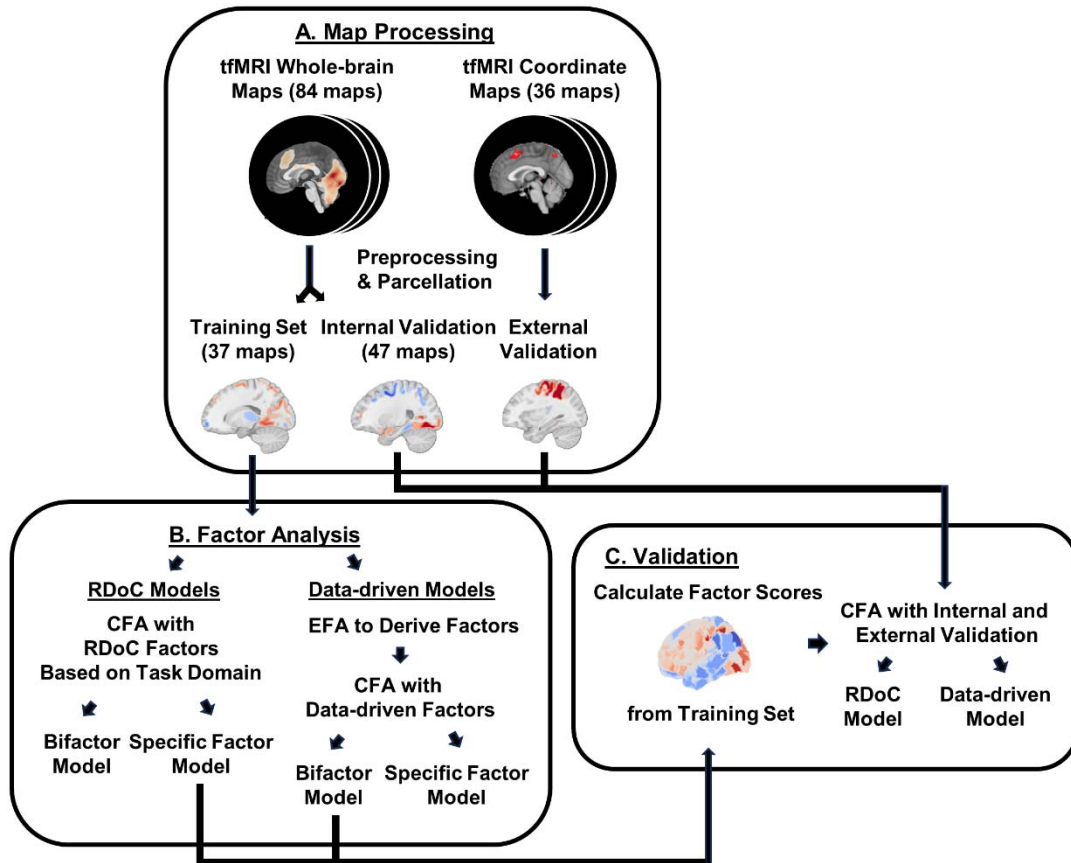 A. Map Processing
tfMRI Whole-brain
Maps (84 maps)
tfMRI Coordinate
Maps (36 maps)
Preprocessing
& Parcellation
Training Set
(37 maps)
Internal Validation
(47 maps)
External
Validation
B. Factor Analysis
RDoC Models
CFA with
RDoC Factors
Based on Task Domain
Bifactor
Model
Specific Factor
Model
Data-driven Models
EFA to Derive Factors
CFA with
Data-driven Factors
Bifactor
Model
Specific Factor
Model
C. Validation
Calculate Factor Scores
from Training Set
CFA with Internal and
External Validation
RDoC
Model
Data-driven
Model